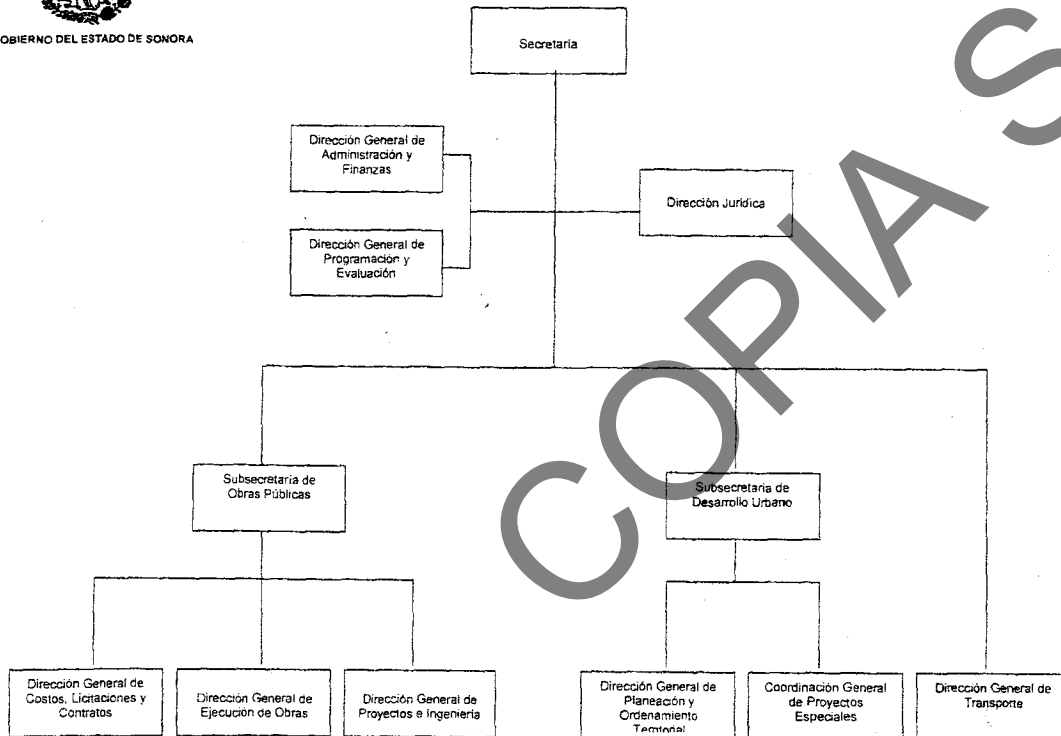 OBIERNO DEL ESTADO DE SONORA
Secretaría
Dirección General de
Administración y
Finanzas
Dirección Jurídica
Dirección General de
Programación y
Evaluación
Subsecretaría de
Obras Públicas
Subsecretaria de
Desarrollo Urbano
Dirección General de
Costos, Licitaciones y
Contratos
Dirección General de
Ejecución de Obras
Dirección General de
Proyectos e Ingeniería
Dirección General de
Planeación y
Ordenamiento
Territorial
Coordinación General
de Proyectos
Especiales
Dirección General de
Transporte
COPIA S